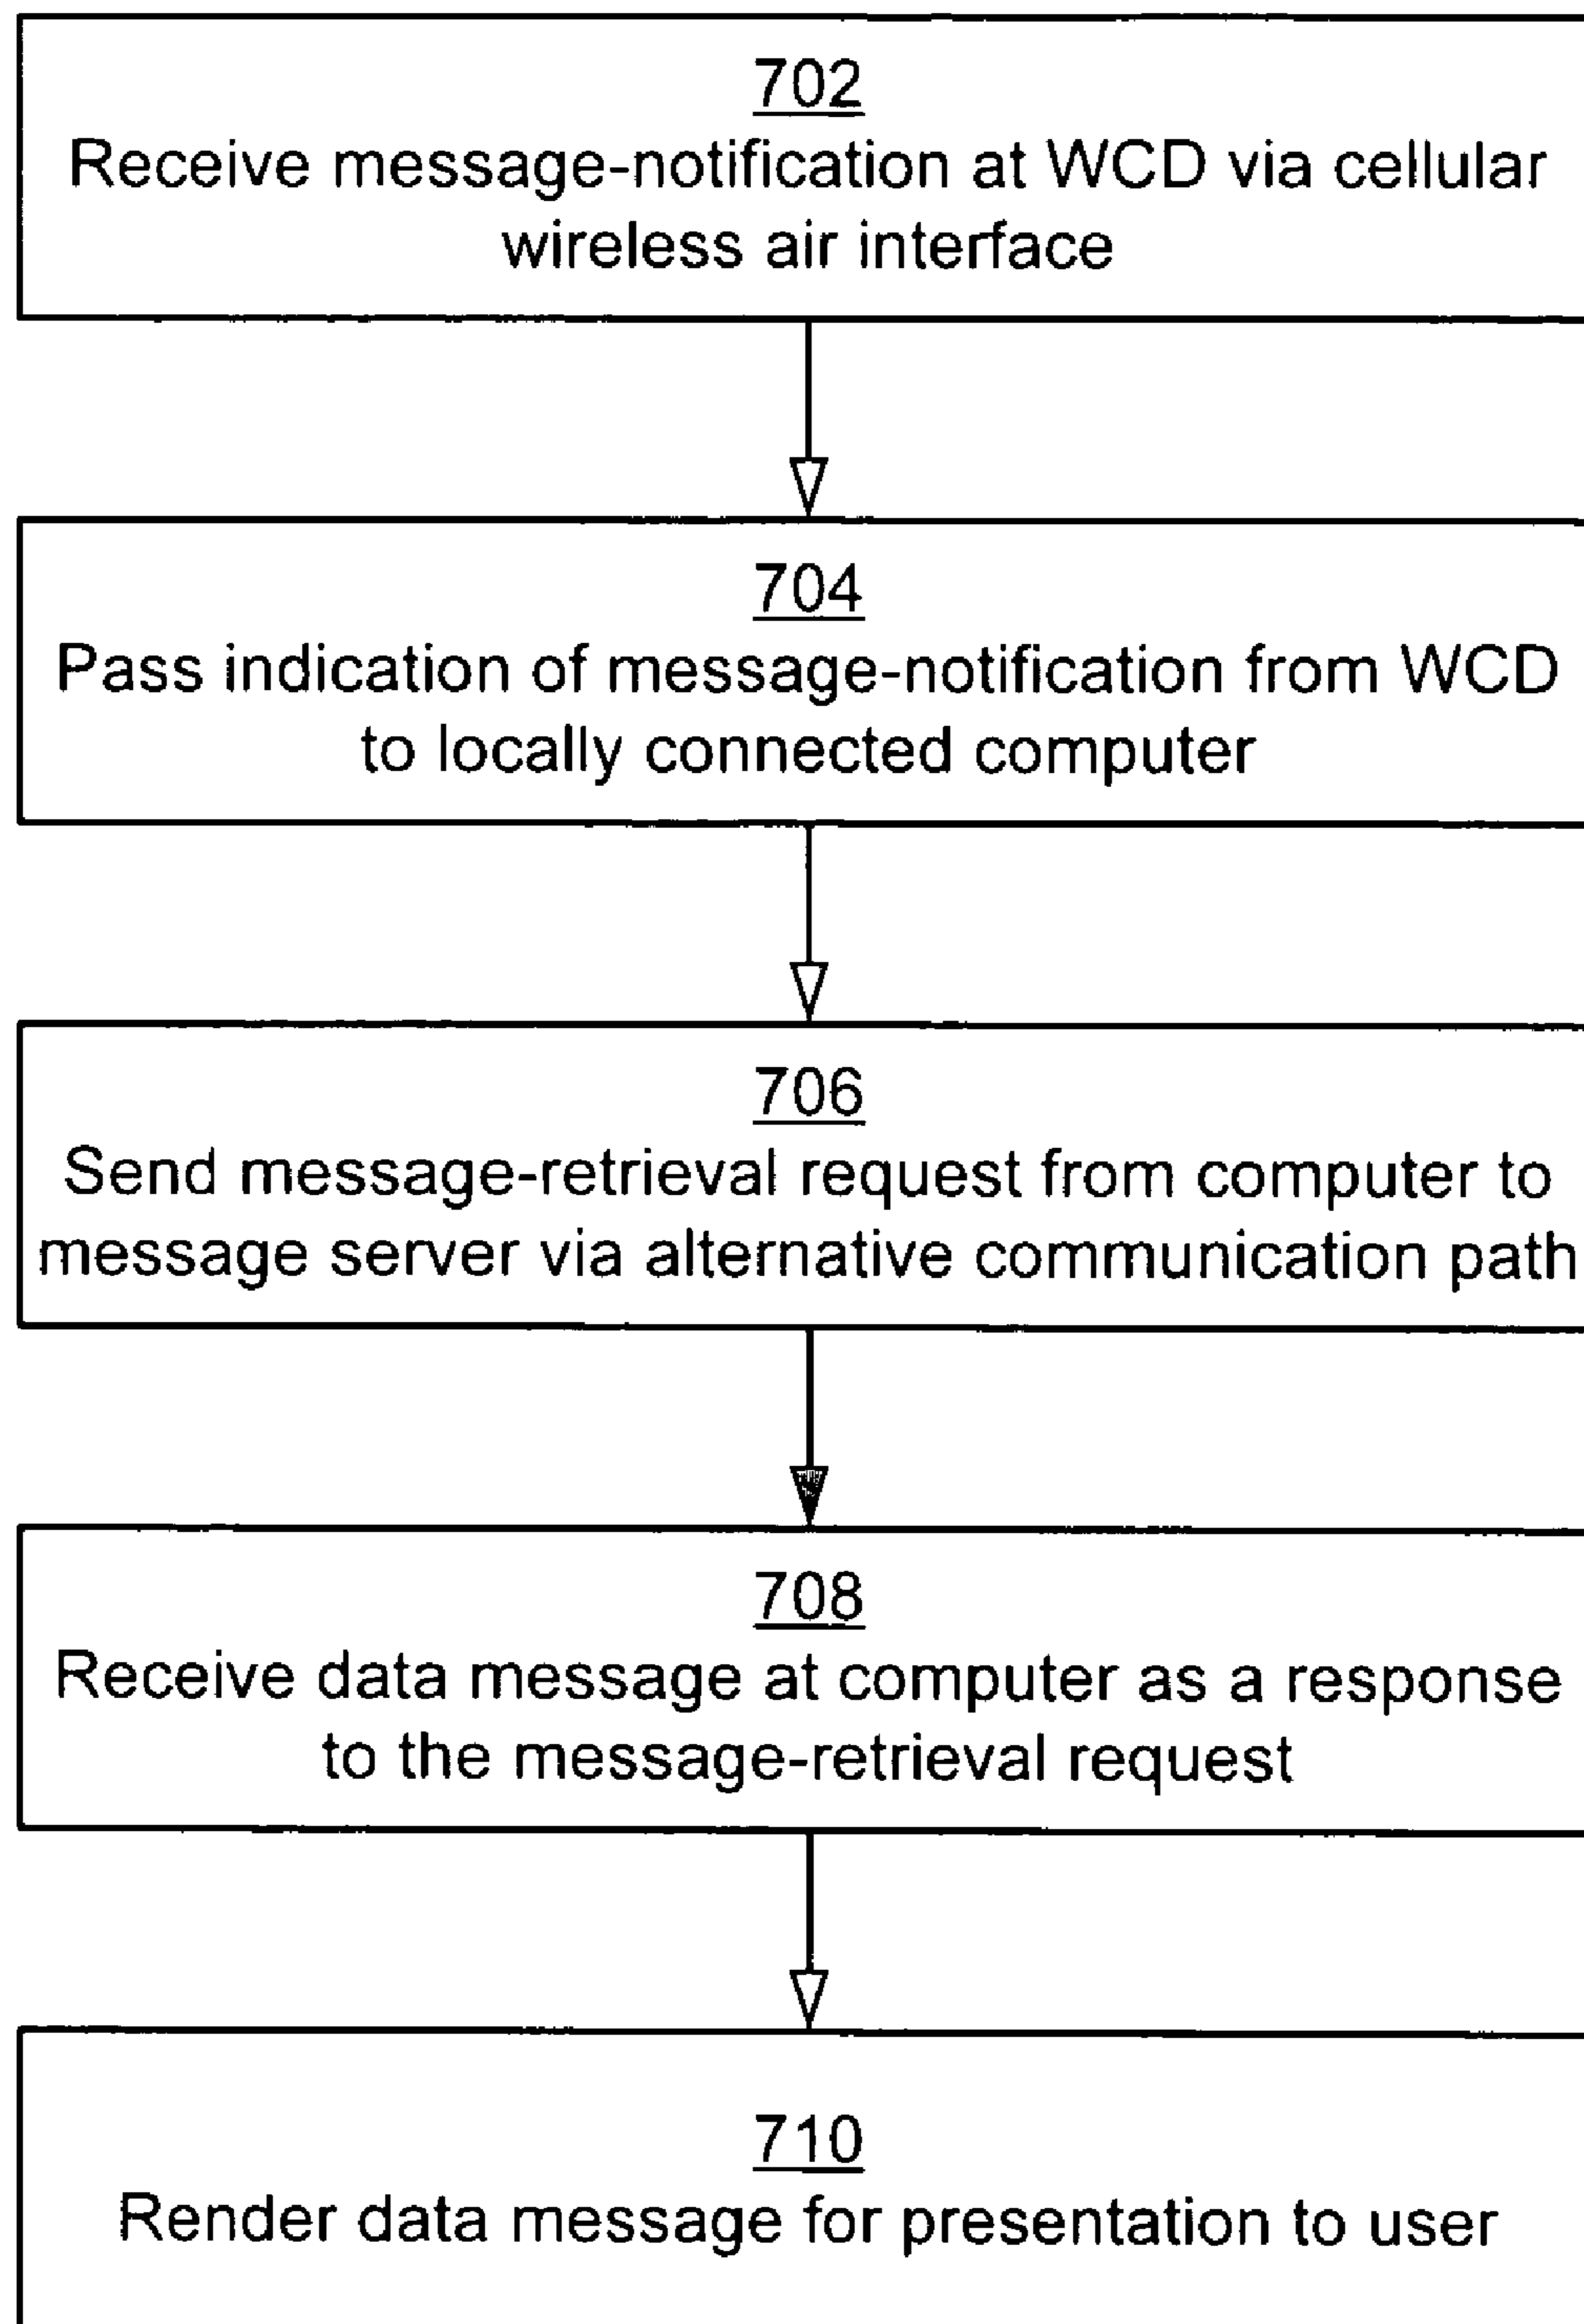 702
Receive message-notification at WCD via cellular
wireless air interface
704
Pass indication of message-notification from WCD
to locally connected computer
706
Send message-retrieval request from computer to
message server via alternative communication path
708
Receive data message at computer as a response
to the message-retrieval request
710
Render data message for presentation to user